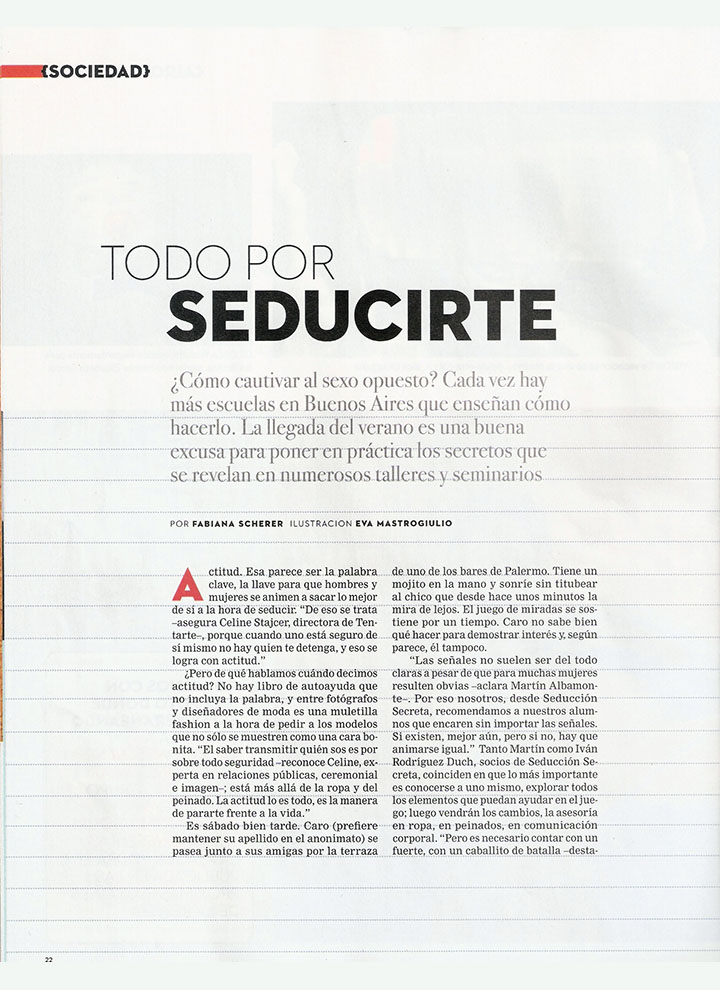 {SOCIEDAD}
TODO POR
SEDUCIRTE
¿Cómo cautivar al sexo opuesto? Cada vez hay
más escuelas en Buenos Aires que enseñan cómo
hacerlo. La llegada del verano es una buena
excusa para poner en práctica los secretos que
se revelan en numerosos talleres y seminarios
POR FABIANA SCHERER ILUSTRACION EVA MASTROGIULIO
Actitud. Esa parece ser la palabra
clave, la llave para que hombres y
mujeres se animen a sacar lo mejor
de sí a la hora de seducir. “De eso se trata
–asegura Celine Stajcer, directora de Ten-
tarte–, porque cuando uno está seguro de
sí mismo no hay quien te detenga, y eso se
logra con actitud.”
¿Pero de qué hablamos cuándo decimos
actitud? No hay libro de autoayuda que
no incluya la palabra, y entre fotógrafos
y diseñadores de moda es una muletilla
fashion a la hora de pedir a los modelos
que no sólo se muestren como una cara bo-
nita. “El saber transmitir quién sos es por
sobre todo seguridad –reconoce Celine, ex-
perta en relaciones públicas, ceremonial
e imagen–; está más allá de la ropa y del
peinado. La actitud lo es todo, es la manera
de pararte frente a la vida.”
Es sábado bien tarde. Caro (prefiere
mantener su apellido en el anonimato) se
pasea junto a sus amigas por la terraza
de uno de los bares de Palermo. Tiene un
mojito en la mano y sonríe sin titubear
al chico que desde hace unos minutos la
mira de lejos. El juego de miradas se sos-
tiene por un tiempo. Caro no sabe bien
qué hacer para demostrar interés y, según
parece, él tampoco.
“Las señales no suelen ser del todo
claras a pesar de que para muchas mujeres
resulten obvias –aclara Martín Albamon-
te–. Por eso nosotros, desde Seducción
Secreta, recomendamos a nuestros alum-
nos que encaren sin importar las señales.
Si existen, mejor aún, pero si no, hay que
animarse igual.” Tanto Martín como Iván
Rodríguez Duch, socios de Seducción Se-
creta, coinciden en que lo más importante
es conocerse a uno mismo, explorar todos
los elementos que puedan ayudar en el jue-
go; luego vendrán los cambios, la asesoría
en ropa, en peinados, en comunicación
corporal. “Pero es necesario contar con un
fuerte, con un caballito de batalla –desta-
22